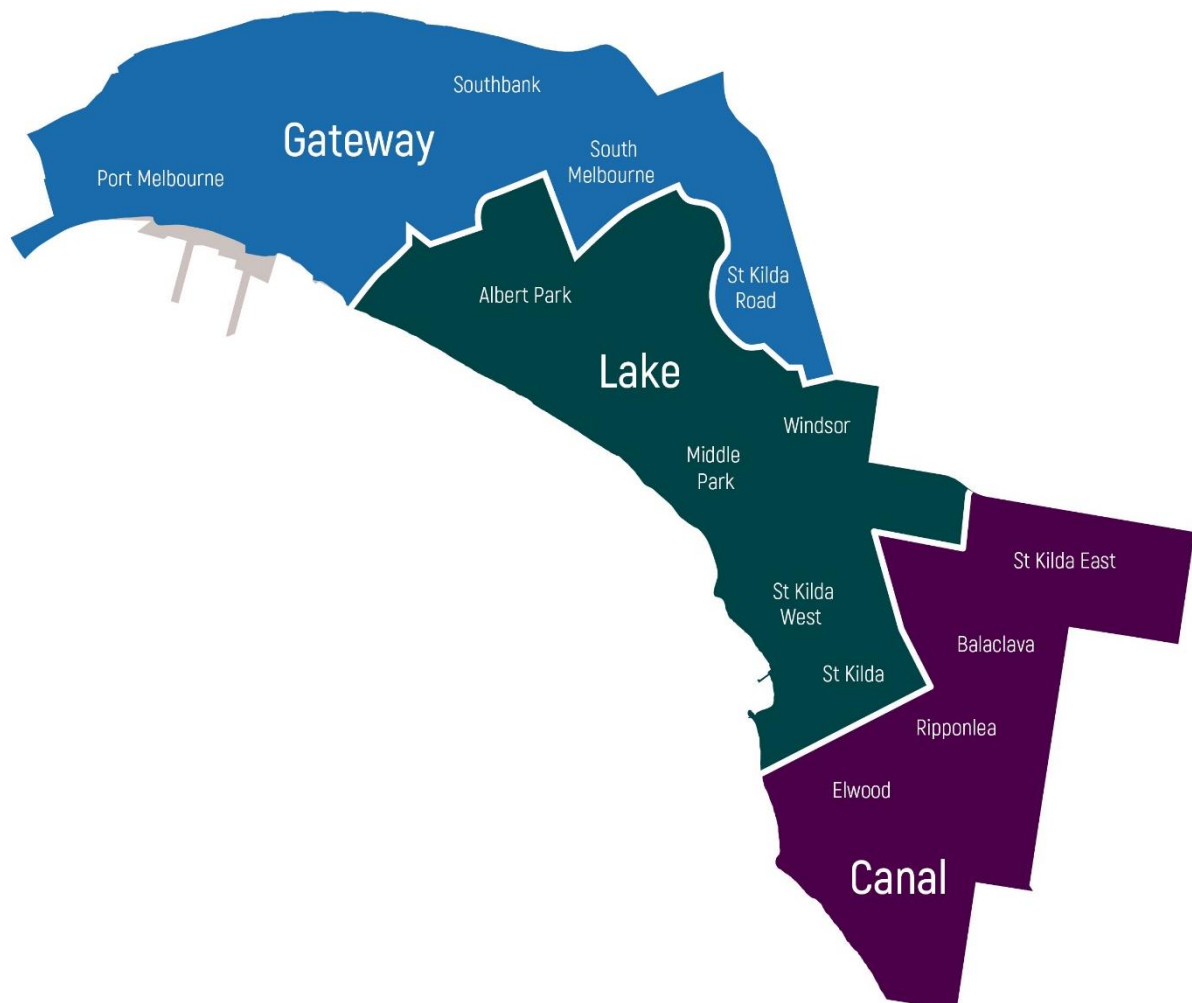 Southbank
Gateway
South
Melbourne
Port Melbourne
St Kilda
Road
Albert Park
Lake
Windsor
Middle
Park
St Kilda East
St Kilda
West
Balaclava
St Kilda
Ripponlea
Elwood
Canal